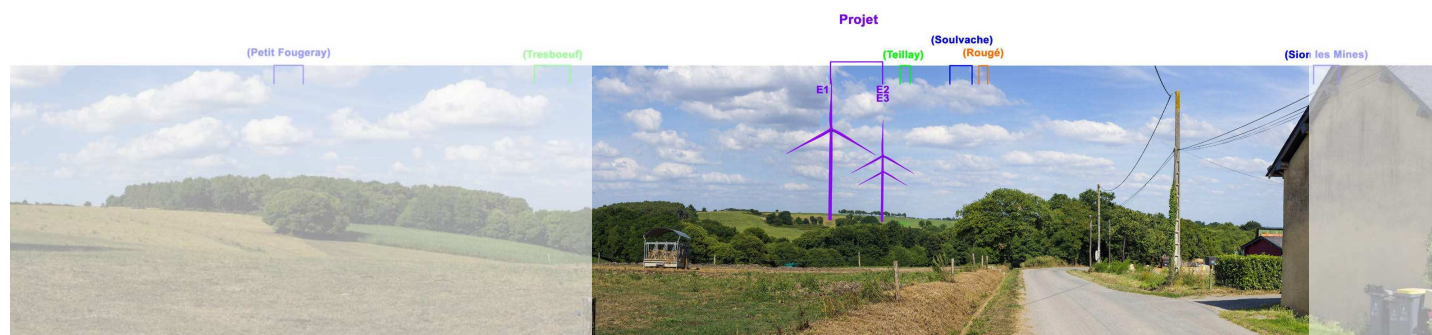 Projet
(Soulvache)
(Petit Fougeray)
(Tresboeuf)
(Teillay)
(Rougé)
(Sion les Mines)
E1
E2
E3